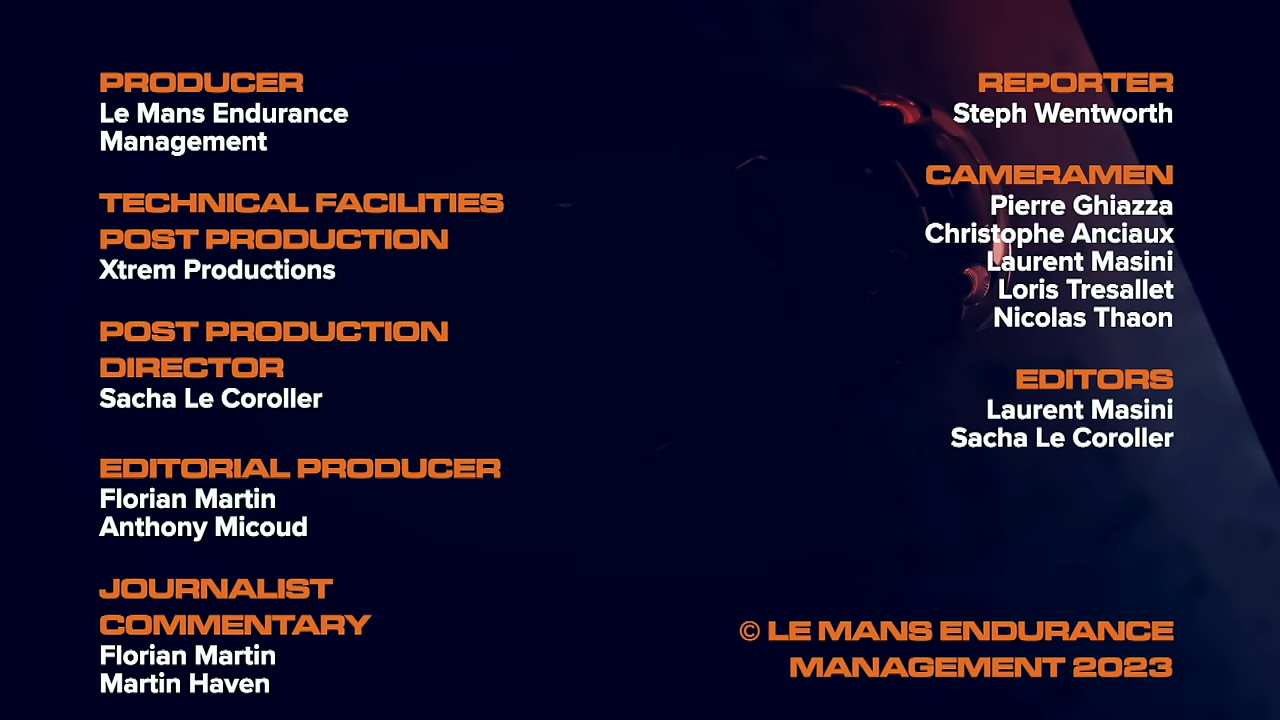 PRODUCER
Le Mans Endurance
Management
TECHNICAL FACILITIES
POST PRODUCTION
Xtrem Productions
POST PRODUCTION
DIRECTOR
Sacha Le Coroller
EDITORIAL PRODUCER
Florian Martin
Anthony Micoud
JOURNALIST
COMMENTARY
Florian Martin
Martin Haven
REPORTER
Steph Wentworth
CAMERAMEN
Pierre Ghiazza
Christophe Anciaux
Laurent Masini
Loris Tresallet
Nicolas Thaon
EDITORS
Laurent Masini
Sacha Le Coroller
© LE MANS ENDURANCE
MANAGEMENT 2023